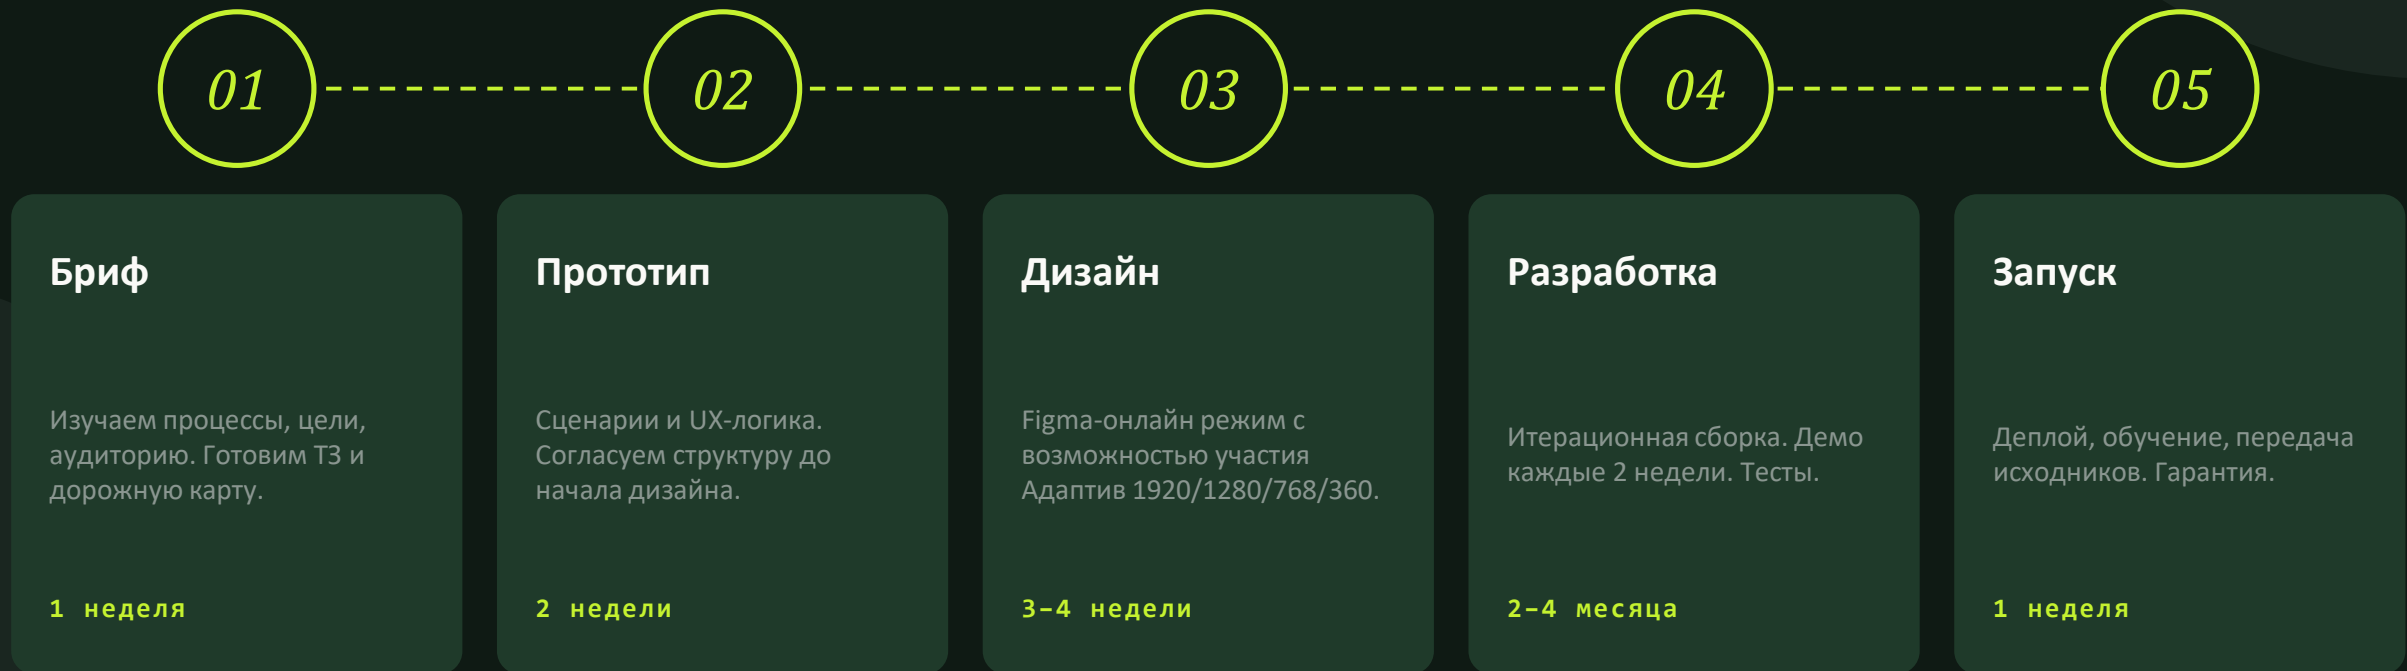 01
02
03
04
05
Бриф
Изучаем процессы, цели,
аудиторию. Готовим ТЗ и
дорожную карту.
1 неделя
Прототип
Сценарии и UX-логика.
Согласуем структуру до
начала дизайна.
2 недели
Дизайн
Figma-онлайн режим с
возможностью участия
Адаптив 1920/1280/768/360.
3–4 недели
Разработка
Итерационная сборка. Демо
каждые 2 недели. Тесты.
2–4 месяца
Запуск
Деплой, обучение, передача
исходников. Гарантия.
1 неделя